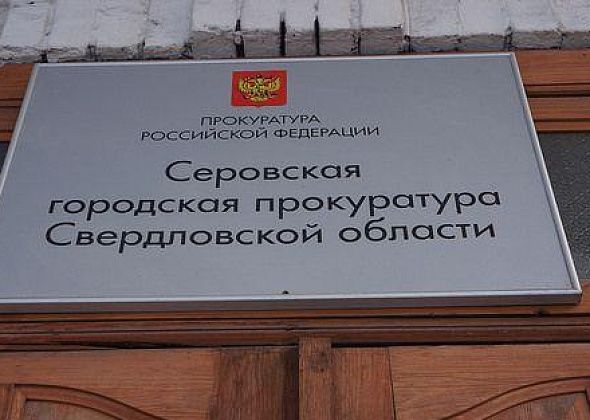 ПРОКУРАТУРА
РОССИЙСКОЙ ФЕДЕРАЦИИ
Серовская
городская прокуратура
Свердловской области